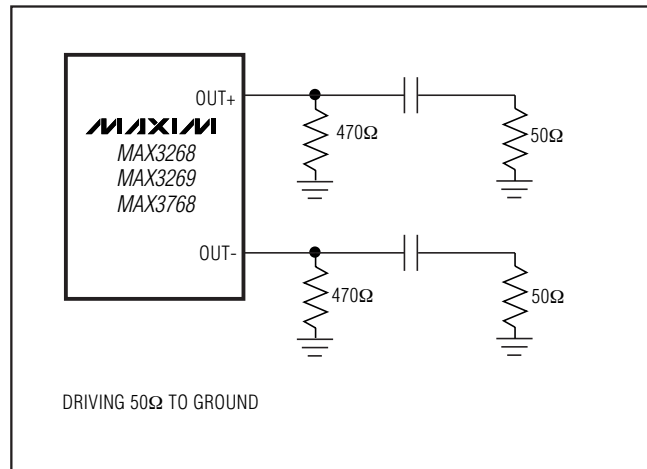 OUT+
MAXIM
MAX3268
MAX3269
MAX3768
470Ω
50Ω
OUT-
470Ω
50Ω
DRIVING 50Ω TO GROUND